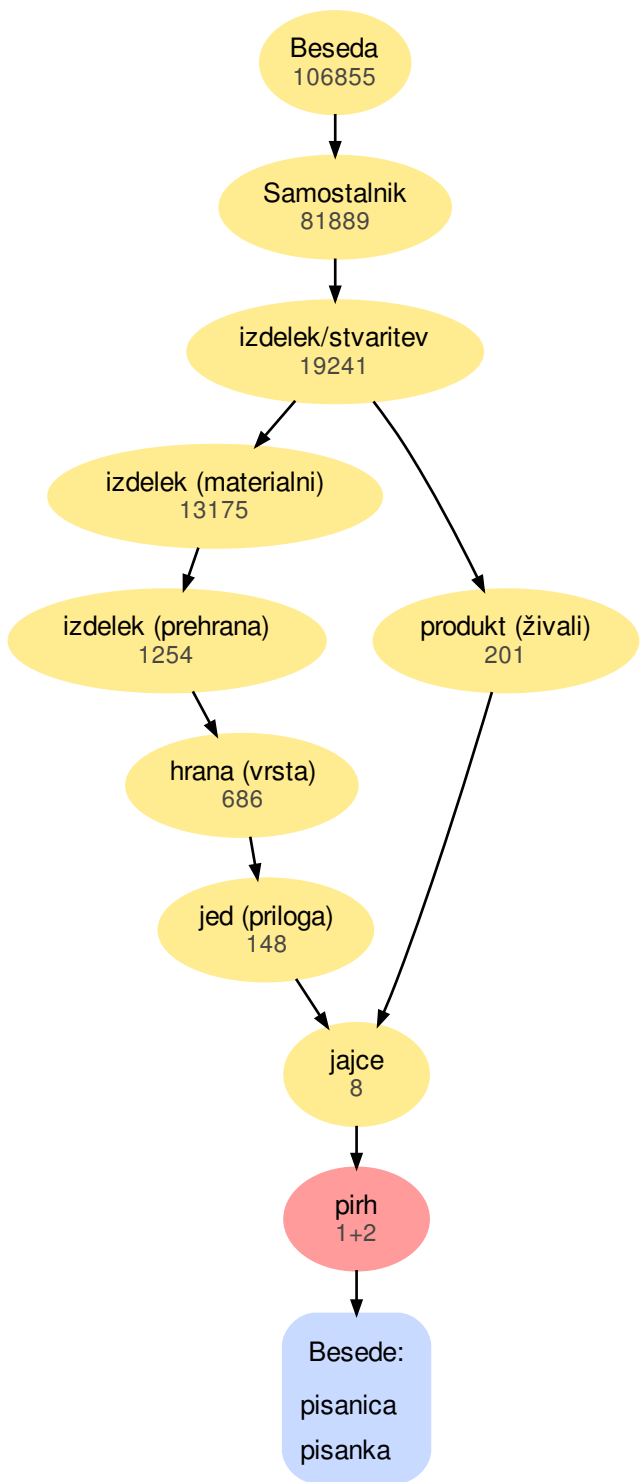 Beseda
106855
Samostalnik
81889
izdelek/stvaritev
19241
izdelek (materialni)
13175
izdelek (prehrana)
1254
produkt (živali)
201
hrana (vrsta)
686
jed (priloga)
148
jajce
8
pirh
1+2
Besede:
pisanica
pisanka